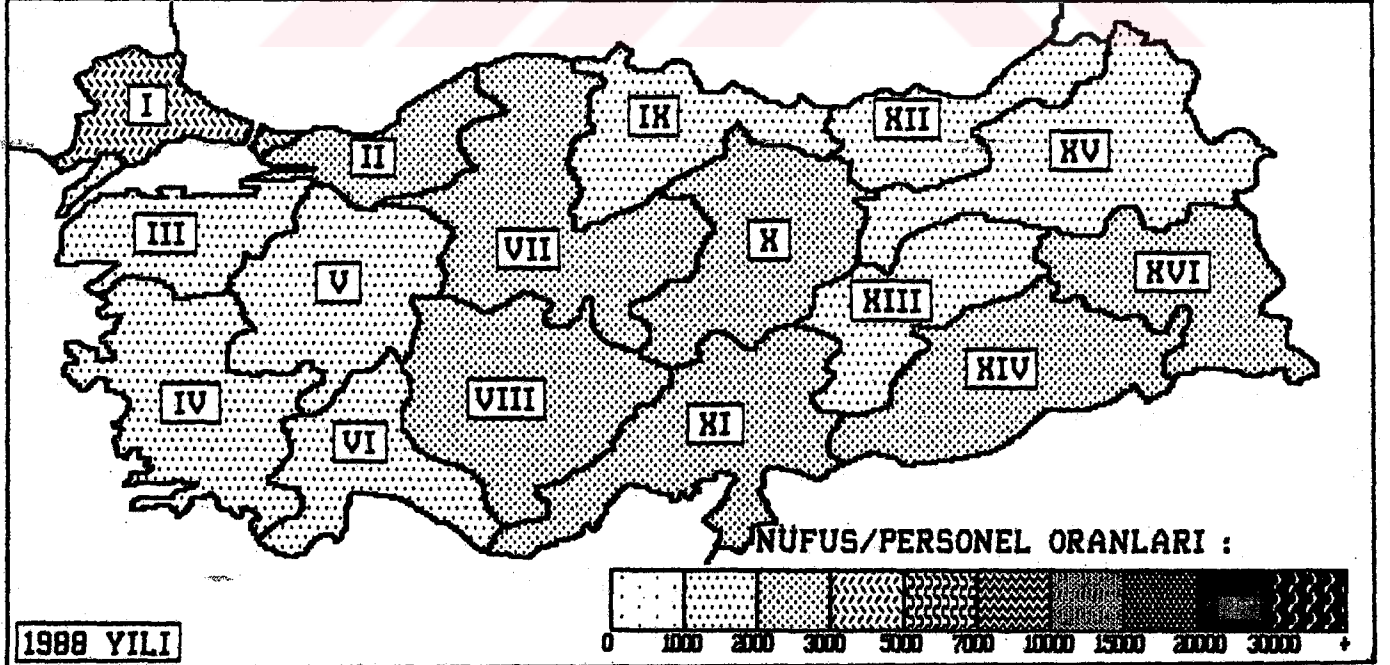 I
II
III
IV
V
VI
VII
VIII
IX
X
XI
XII
XIII
XIV
XV
XVI
NÜFUS/PERSONEL ORANLARI :
0 1000 2000 3000 5000 7000 10000 15000 20000 30000 +
1988 YILI